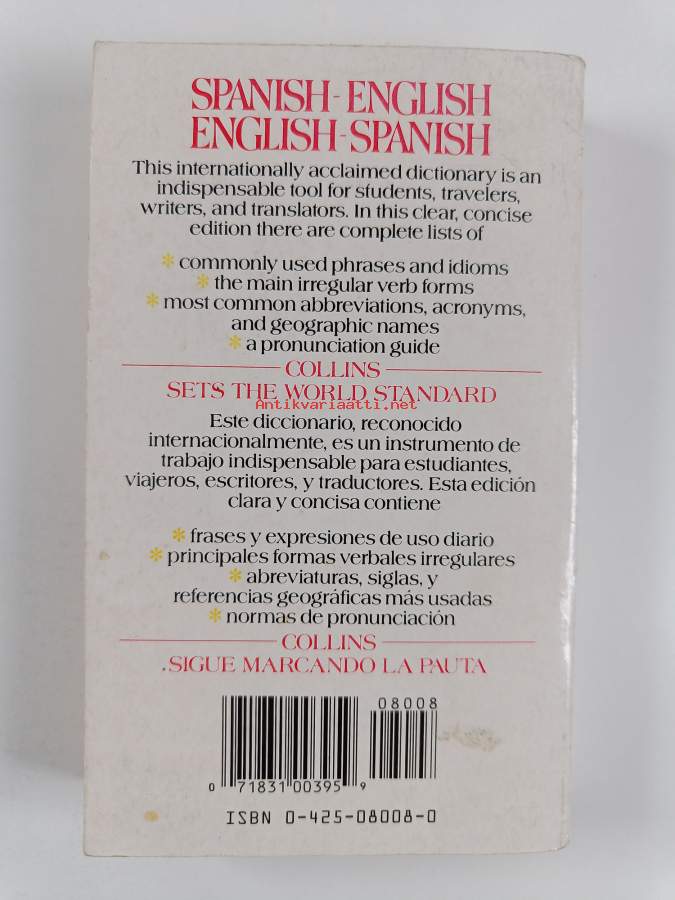 SPANISH-ENGLISH
ENGLISH-SPANISH
This internationally acclaimed dictionary is an
indispensable tool for students, travelers,
writers, and translators. In this clear, concise
edition there are complete lists of
* commonly used phrases and idioms
* the main irregular verb forms
* most common abbreviations, acronyms,
and geographic names
* a pronunciation guide
COLLINS
SETS THE WORLD STANDARD
Antikvariaatti.net
Este diccionario, reconocido
internacionalmente, es un instrumento de
trabajo indispensable para estudiantes,
viajeros, escritores, y traductores. Esta edición
clara y concisa contiene
* frases y expresiones de uso diario
* principales formas verbales irregulares
* abreviaturas, siglas, y
referencias geográficas más usadas
* normas de pronunciación
COLLINS
SIGUE MARCANDO LA PAUTA
08008
0 71831 00395 9
ISBN 0-425-08008-0